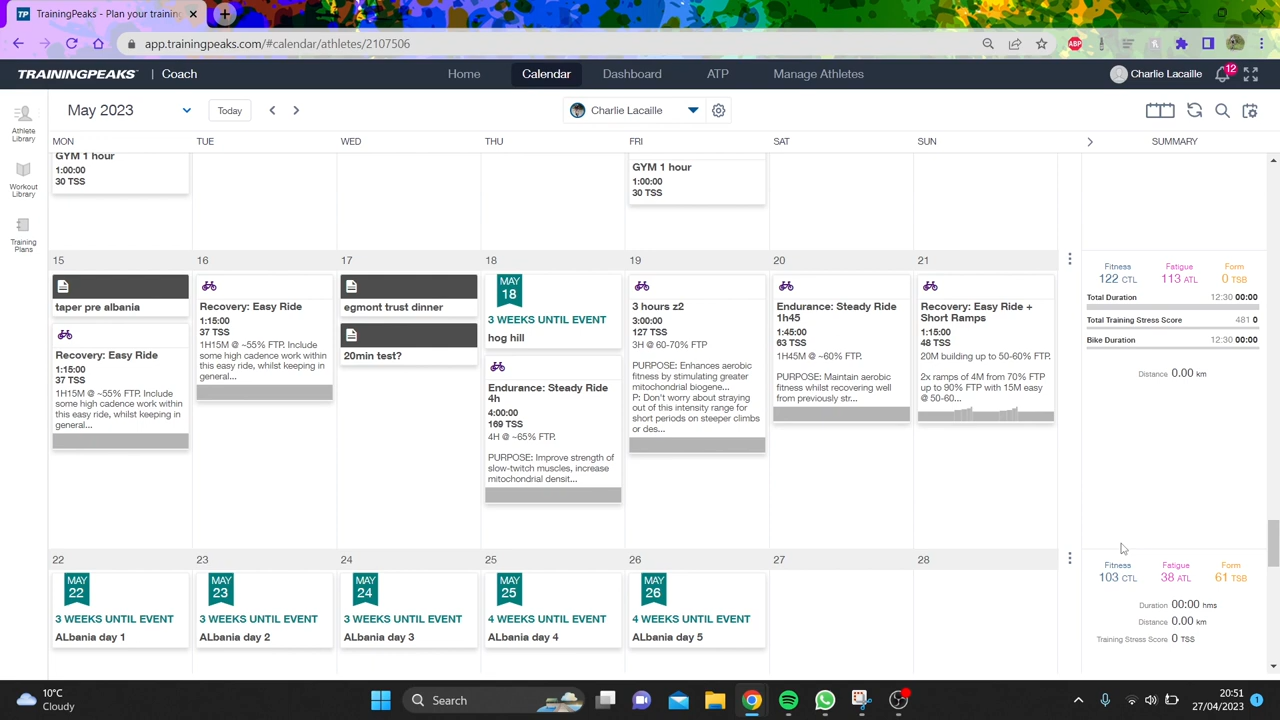 TrainingPeaks - Plan your training
app.trainingpeaks.com/#calendar/athletes/2107506
ABP
TRAININGPEAKS | Coach
Home
Calendar
Dashboard
ATP
Manage Athletes
Charlie Lacaille
12
May 2023
Today
Charlie Lacaille
Athlete
Library
Workout
Library
Training
Plans
MON
TUE
WED
THU
FRI
SAT
SUN
SUMMARY
GYM 1 hour
1:00:00
30 TSS
GYM 1 hour
1:00:00
30 TSS
15
taper pre albania
Recovery: Easy Ride
1:15:00
37 TSS
1H15M @ ~55% FTP. Include
some high cadence work within
this easy ride, whilst keeping in
general...
16
Recovery: Easy Ride
1:15:00
37 TSS
1H15M @ ~55% FTP. Include
some high cadence work within
this easy ride, whilst keeping in
general...
17
egmont trust dinner
20min test?
18
MAY
18
3 WEEKS UNTIL EVENT
hog hill
Endurance: Steady Ride
4h
4:00:00
169 TSS
4H @ ~65% FTP.
PURPOSE: Improve strength of
slow-twitch muscles, increase
mitochondrial densit...
19
3 hours z2
3:00:00
127 TSS
3H @ 60-70% FTP
PURPOSE: Enhances aerobic
fitness by stimulating greater
mitochondrial biogene...
P: Don't worry about straying
out of this intensity range for
short periods on steeper climbs
or des...
20
Endurance: Steady Ride
1h45
1:45:00
63 TSS
1H45M @ ~60% FTP.
PURPOSE: Maintain aerobic
fitness whilst recovering well
from previously str...
21
Recovery: Easy Ride +
Short Ramps
1:15:00
48 TSS
20M building up to 50-60% FTP.
2x ramps of 4M from 70% FTP
up to 90% FTP with 15M easy
@ 50-60...
Fitness
Fatigue
Form
122 CTL
113 ATL
0 TSB
Total Duration 12:30 00:00
Total Training Stress Score 481 0
Bike Duration 12:30 00:00
Distance 0.00 km
22
MAY
22
3 WEEKS UNTIL EVENT
ALbania day 1
23
MAY
23
3 WEEKS UNTIL EVENT
ALbania day 2
24
MAY
24
3 WEEKS UNTIL EVENT
ALbania day 3
25
MAY
25
4 WEEKS UNTIL EVENT
ALbania day 4
26
MAY
26
4 WEEKS UNTIL EVENT
ALbania day 5
27
28
Fitness
Fatigue
Form
103 CTL
38 ATL
61 TSB
Duration 00:00 hms
Distance 0.00 km
Training Stress Score 0 TSS
10°C
Cloudy
Search
20:51
27/04/2023
1